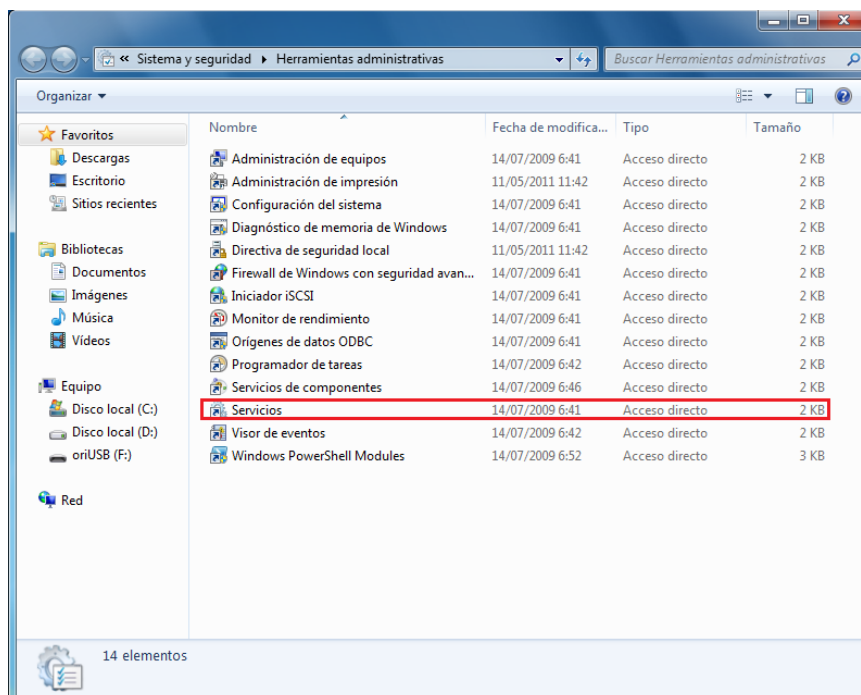 « Sistema y seguridad ▸ Herramientas administrativas
Buscar Herramientas administrativas
Organizar
Favoritos
Descargas
Escritorio
Sitios recientes
Bibliotecas
Documentos
Imágenes
Música
Vídeos
Equipo
Disco local (C:)
Disco local (D:)
oriUSB (F:)
Red
Nombre Fecha de modifica... Tipo Tamaño
Administración de equipos 14/07/2009 6:41 Acceso directo 2 KB
Administración de impresión 11/05/2011 11:42 Acceso directo 2 KB
Configuración del sistema 14/07/2009 6:41 Acceso directo 2 KB
Diagnóstico de memoria de Windows 14/07/2009 6:41 Acceso directo 2 KB
Directiva de seguridad local 11/05/2011 11:42 Acceso directo 2 KB
Firewall de Windows con seguridad avan... 14/07/2009 6:41 Acceso directo 2 KB
Iniciador iSCSI 14/07/2009 6:41 Acceso directo 2 KB
Monitor de rendimiento 14/07/2009 6:41 Acceso directo 2 KB
Orígenes de datos ODBC 14/07/2009 6:41 Acceso directo 2 KB
Programador de tareas 14/07/2009 6:42 Acceso directo 2 KB
Servicios de componentes 14/07/2009 6:46 Acceso directo 2 KB
Servicios 14/07/2009 6:41 Acceso directo 2 KB
Visor de eventos 14/07/2009 6:42 Acceso directo 2 KB
Windows PowerShell Modules 14/07/2009 6:52 Acceso directo 3 KB
14 elementos